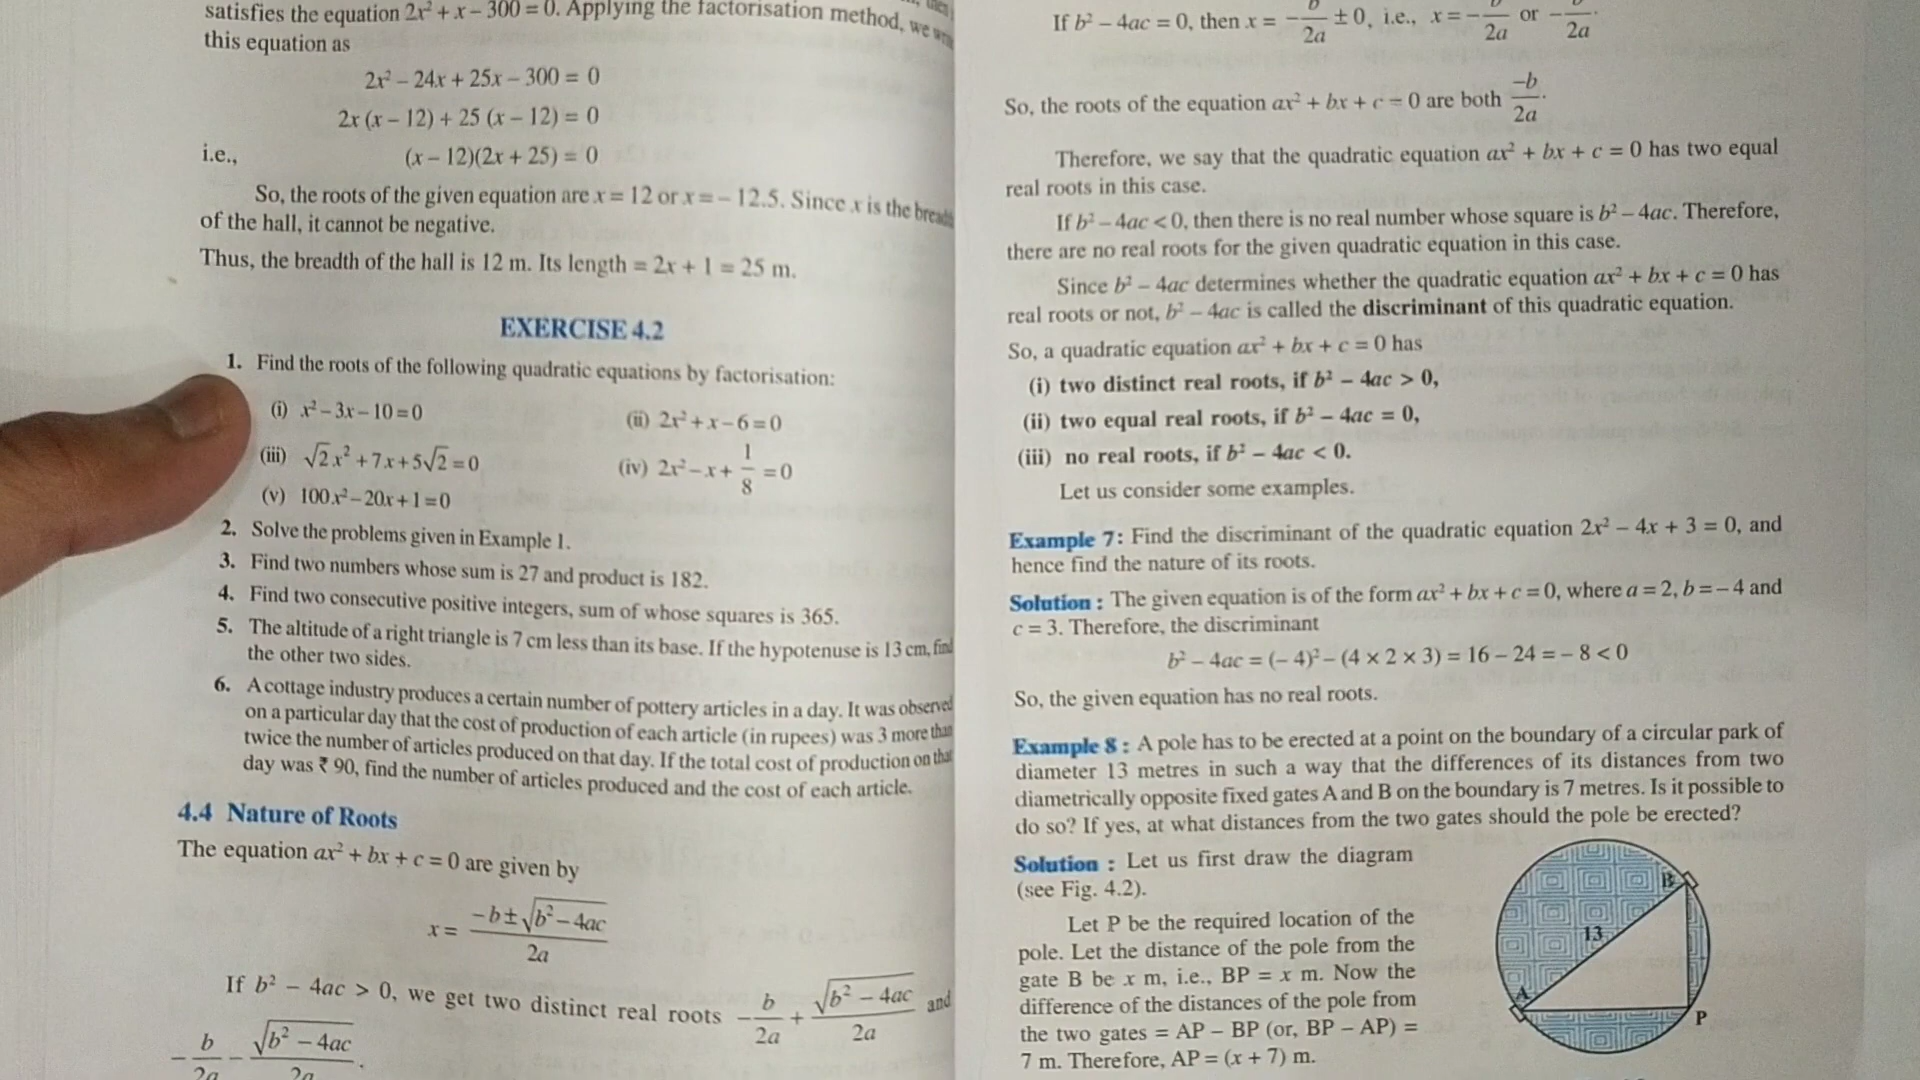 satisfies the equation 2x² + x – 300 = 0. Applying the factorisation method, we write
this equation as
2x² – 24x + 25x – 300 = 0
2x (x – 12) + 25 (x – 12) = 0
i.e., (x – 12)(2x + 25) = 0
So, the roots of the given equation are x = 12 or x = – 12.5. Since x is the breadth
of the hall, it cannot be negative.
Thus, the breadth of the hall is 12 m. Its length = 2x + 1 = 25 m.
EXERCISE 4.2
1. Find the roots of the following quadratic equations by factorisation:
(i) x² – 3x – 10 = 0 (ii) 2x² + x – 6 = 0
(iii) √2 x² + 7x + 5√2 = 0 (iv) 2x² – x + 1/8 = 0
(v) 100x² – 20x + 1 = 0
2. Solve the problems given in Example 1.
3. Find two numbers whose sum is 27 and product is 182.
4. Find two consecutive positive integers, sum of whose squares is 365.
5. The altitude of a right triangle is 7 cm less than its base. If the hypotenuse is 13 cm, find
the other two sides.
6. A cottage industry produces a certain number of pottery articles in a day. It was observed
on a particular day that the cost of production of each article (in rupees) was 3 more than
twice the number of articles produced on that day. If the total cost of production on that
day was ₹ 90, find the number of articles produced and the cost of each article.
4.4 Nature of Roots
The equation ax² + bx + c = 0 are given by
x = (–b ± √(b² – 4ac)) / 2a
If b² – 4ac > 0, we get two distinct real roots – b/2a + √(b² – 4ac)/2a and
– b/2a – √(b² – 4ac)/2a.
If b² – 4ac = 0, then x = – b/2a ± 0, i.e., x = – b/2a or – b/2a.
So, the roots of the equation ax² + bx + c = 0 are both –b/2a.
Therefore, we say that the quadratic equation ax² + bx + c = 0 has two equal
real roots in this case.
If b² – 4ac < 0, then there is no real number whose square is b² – 4ac. Therefore,
there are no real roots for the given quadratic equation in this case.
Since b² – 4ac determines whether the quadratic equation ax² + bx + c = 0 has
real roots or not, b² – 4ac is called the discriminant of this quadratic equation.
So, a quadratic equation ax² + bx + c = 0 has
(i) two distinct real roots, if b² – 4ac > 0,
(ii) two equal real roots, if b² – 4ac = 0,
(iii) no real roots, if b² – 4ac < 0.
Let us consider some examples.
Example 7: Find the discriminant of the quadratic equation 2x² – 4x + 3 = 0, and
hence find the nature of its roots.
Solution : The given equation is of the form ax² + bx + c = 0, where a = 2, b = – 4 and
c = 3. Therefore, the discriminant
b² – 4ac = (– 4)² – (4 × 2 × 3) = 16 – 24 = – 8 < 0
So, the given equation has no real roots.
Example 8 : A pole has to be erected at a point on the boundary of a circular park of
diameter 13 metres in such a way that the differences of its distances from two
diametrically opposite fixed gates A and B on the boundary is 7 metres. Is it possible to
do so? If yes, at what distances from the two gates should the pole be erected?
Solution : Let us first draw the diagram
(see Fig. 4.2).
Let P be the required location of the
pole. Let the distance of the pole from the
gate B be x m, i.e., BP = x m. Now the
difference of the distances of the pole from
the two gates = AP – BP (or, BP – AP) =
7 m. Therefore, AP = (x + 7) m.
B
13
A
P